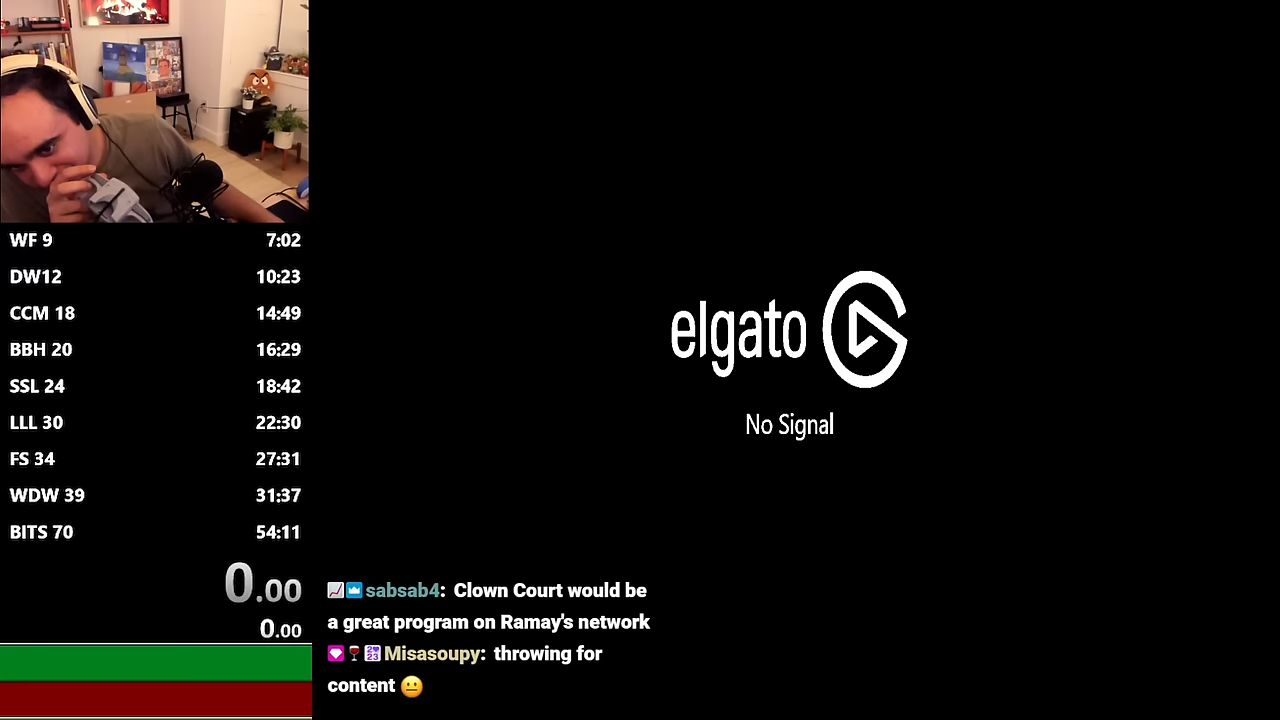 WF 9 7:02
DW12 10:23
CCM 18 14:49
BBH 20 16:29
SSL 24 18:42
LLL 30 22:30
FS 34 27:31
WDW 39 31:37
BITS 70 54:11
0.00
0.00
elgato
No Signal
sabsab4: Clown Court would be
a great program on Ramay's network
Misasoupy: throwing for
content 😐